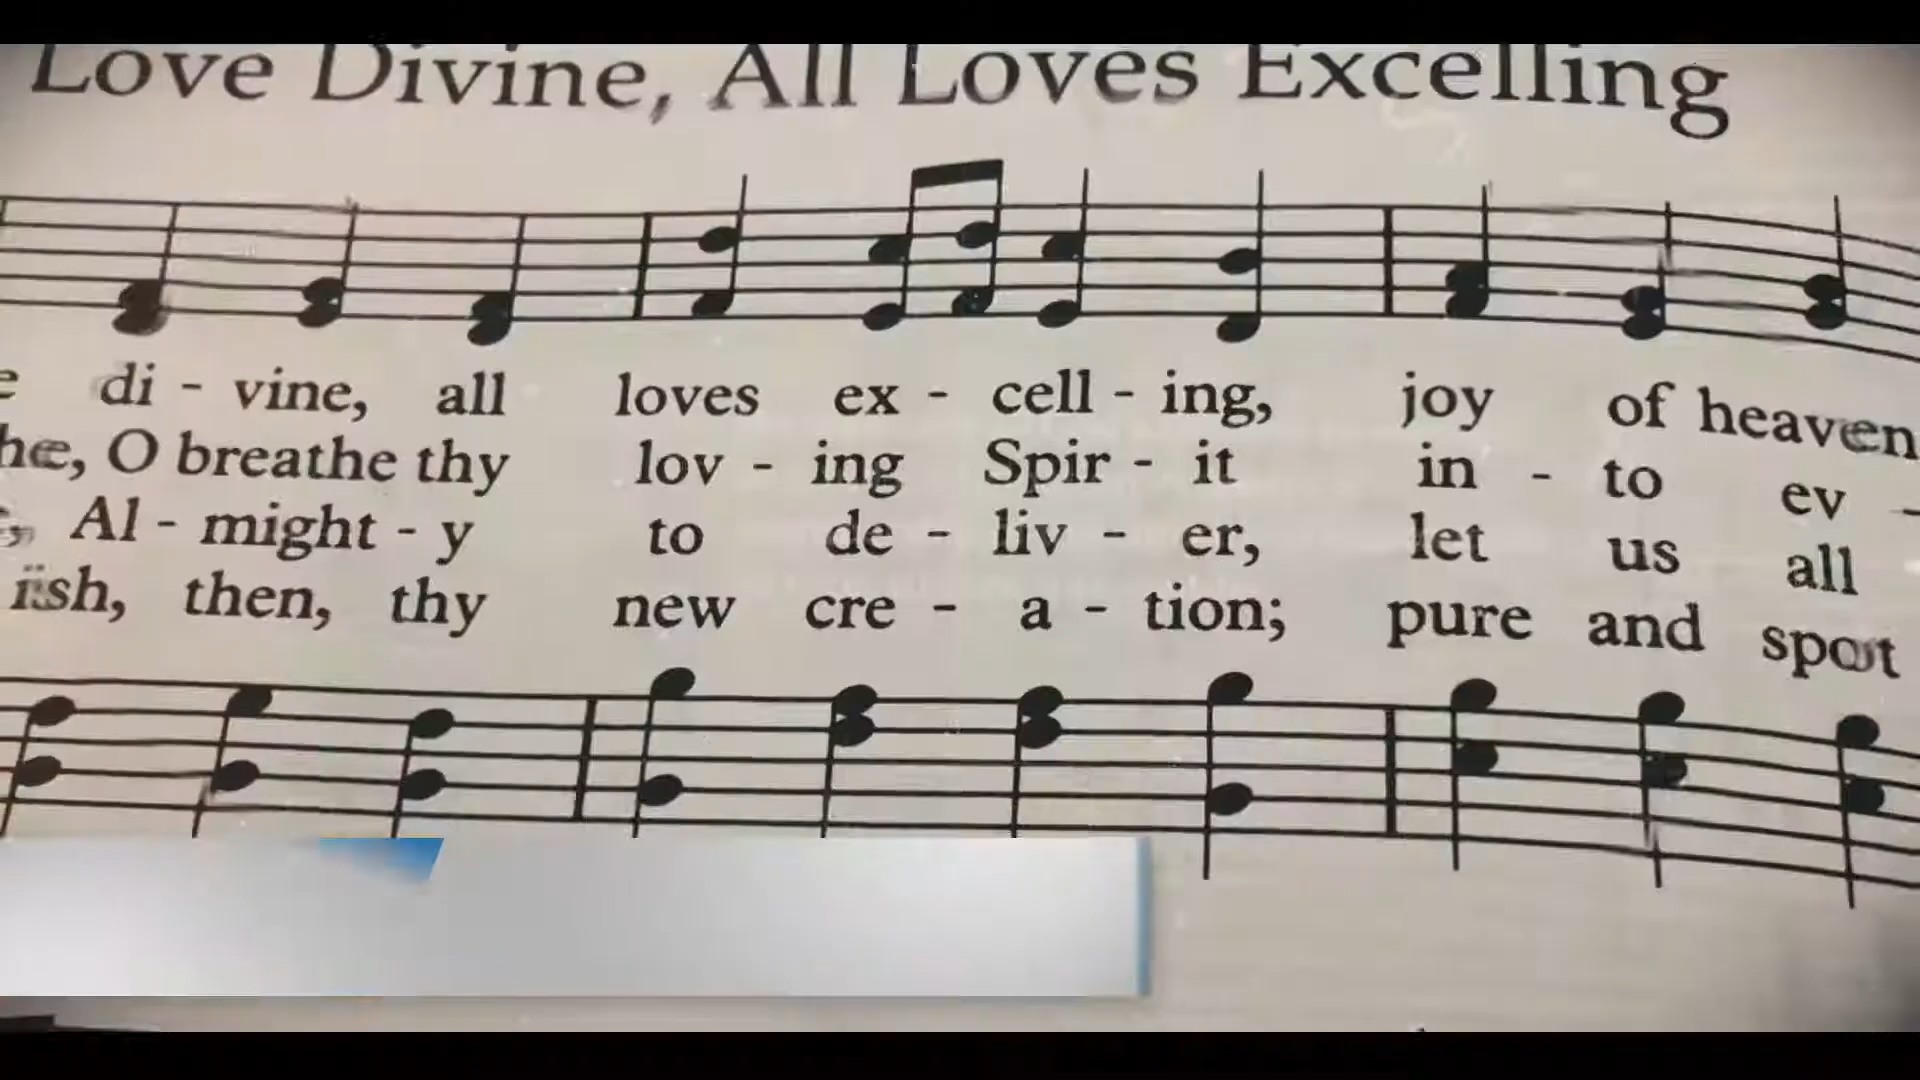 Love Divine, All Loves Excelling
di - vine, all loves ex - cell - ing, joy of heaven
O breathe thy lov - ing Spir - it in - to ev -
Al - might - y to de - liv - er, let us all
ish, then, thy new cre - a - tion; pure and spot